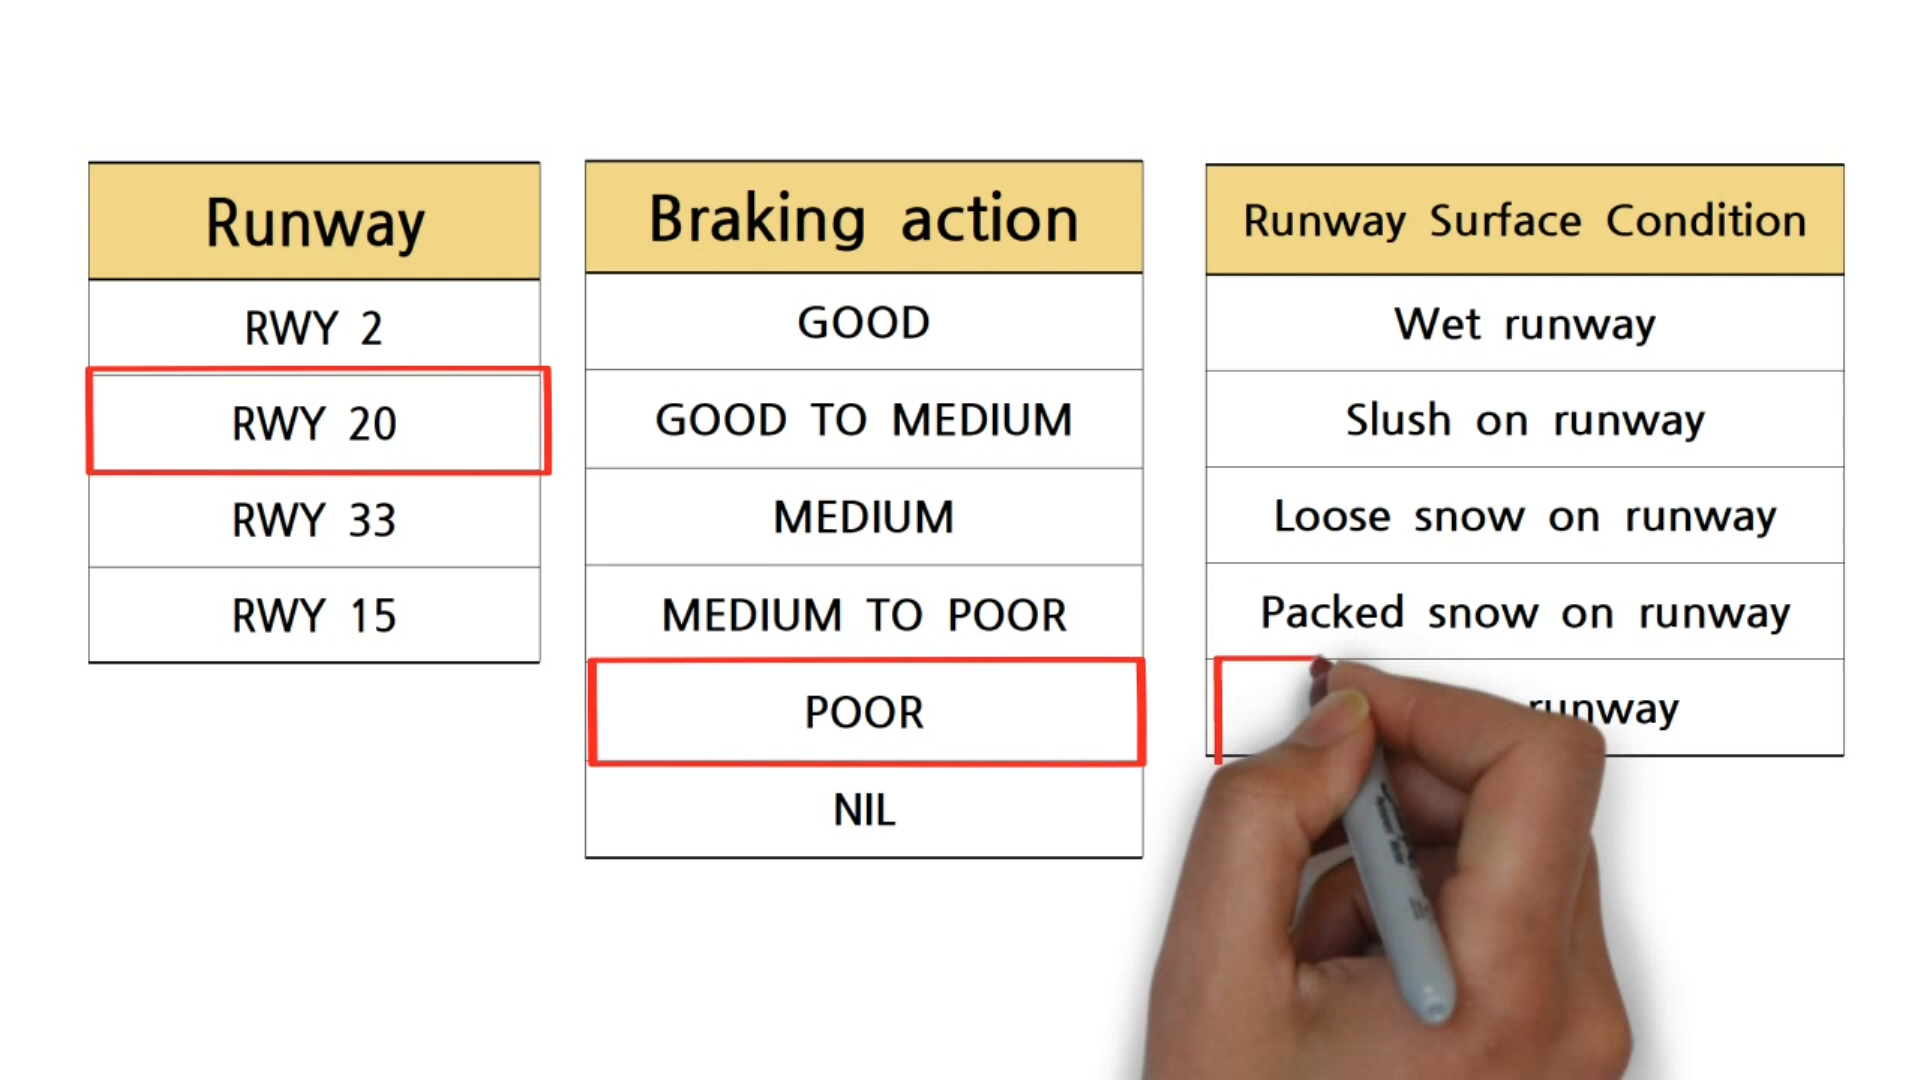 Runway
RWY 2
RWY 20
RWY 33
RWY 15
Braking action
GOOD
GOOD TO MEDIUM
MEDIUM
MEDIUM TO POOR
POOR
NIL
Runway Surface Condition
Wet runway
Slush on runway
Loose snow on runway
Packed snow on runway
runway